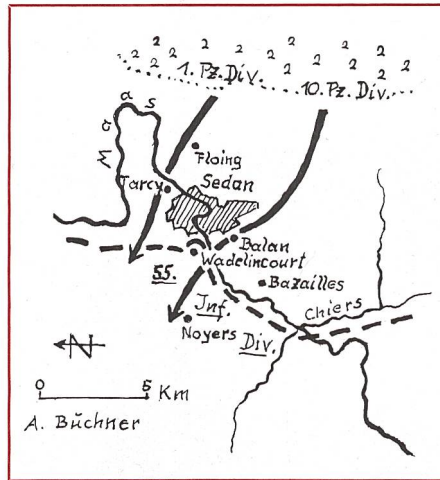 1. Pz. Div.
10. Pz. Div.
Maas
Floing
Sedan
Tarcy
Balan
Wadelincourt
55.
Bazailles
Inf.
Chiers
Noyers
Div.
N
0 5 Km
A. Büchner